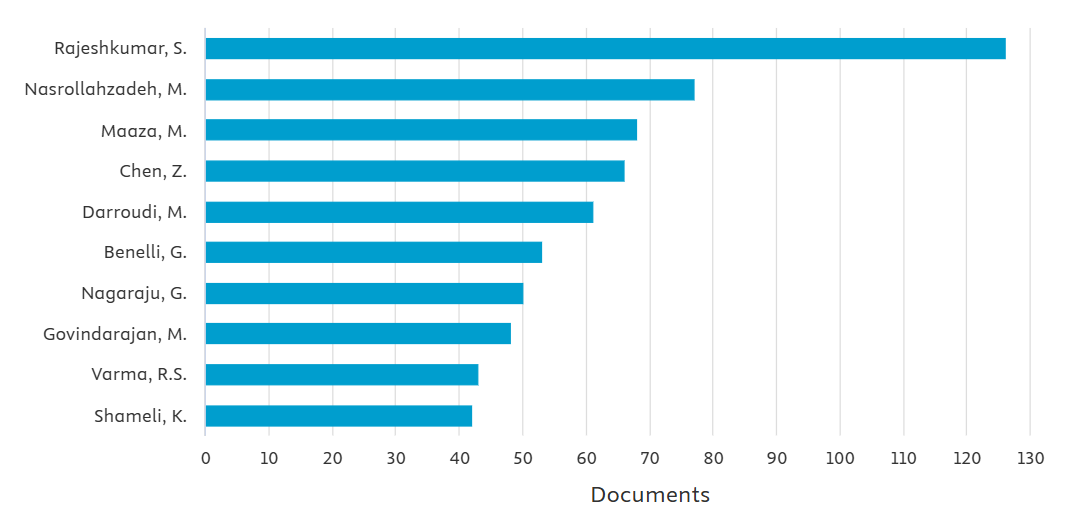 Rajeshkumar, S.
Nasrollahzadeh, M.
Maaza, M.
Chen, Z.
Darroudi, M.
Benelli, G.
Nagaraju, G.
Govindarajan, M.
Varma, R.S.
Shameli, K.
0 10 20 30 40 50 60 70 80 90 100 110 120 130
Documents